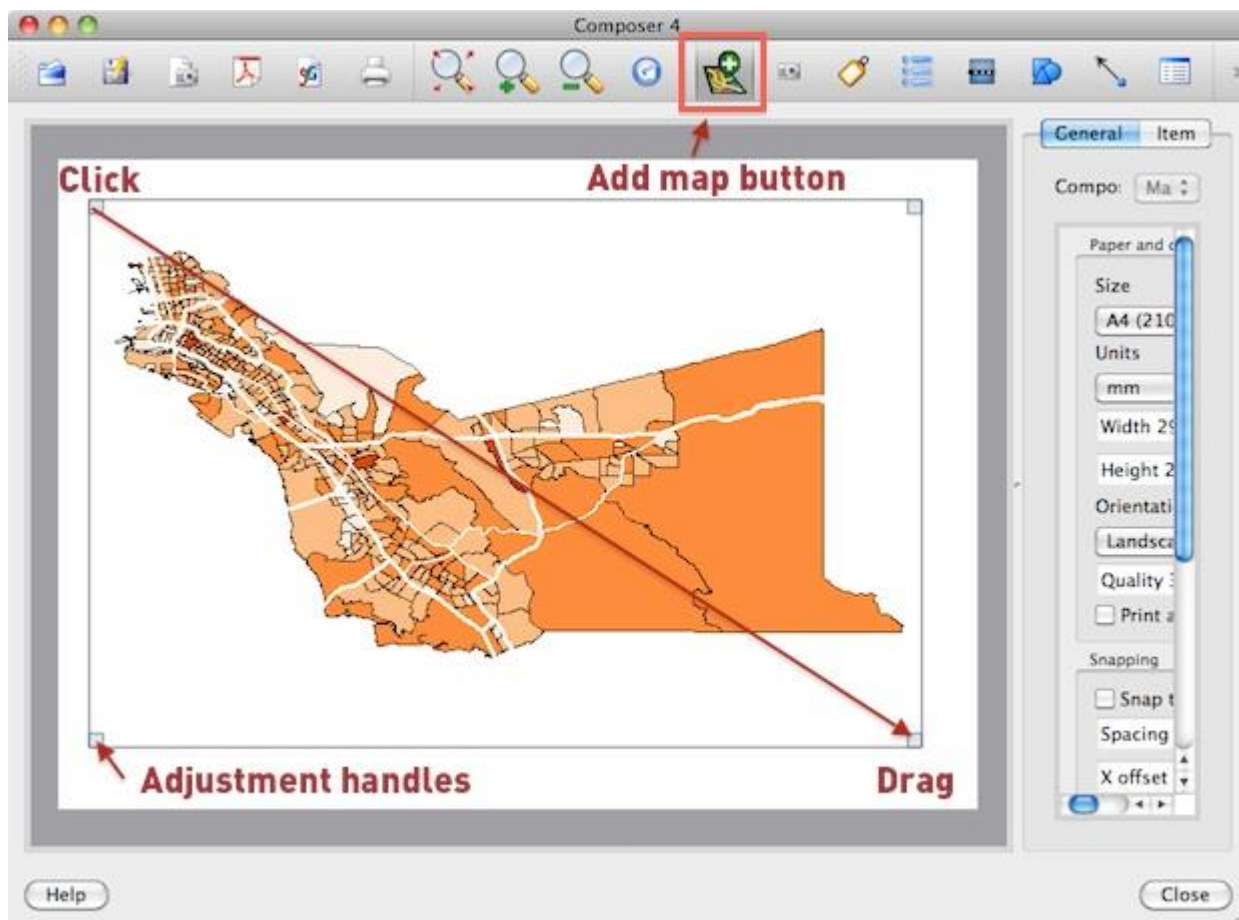 Composer 4
General Item
Click
Add map button
Compo: Ma
Paper and
Size
A4 (210
Units
mm
Width 29
Height 2
Orientati
Landsca
Quality
Print a
Snapping
Snap t
Spacing
X offset
Adjustment handles
Drag
Help
Close